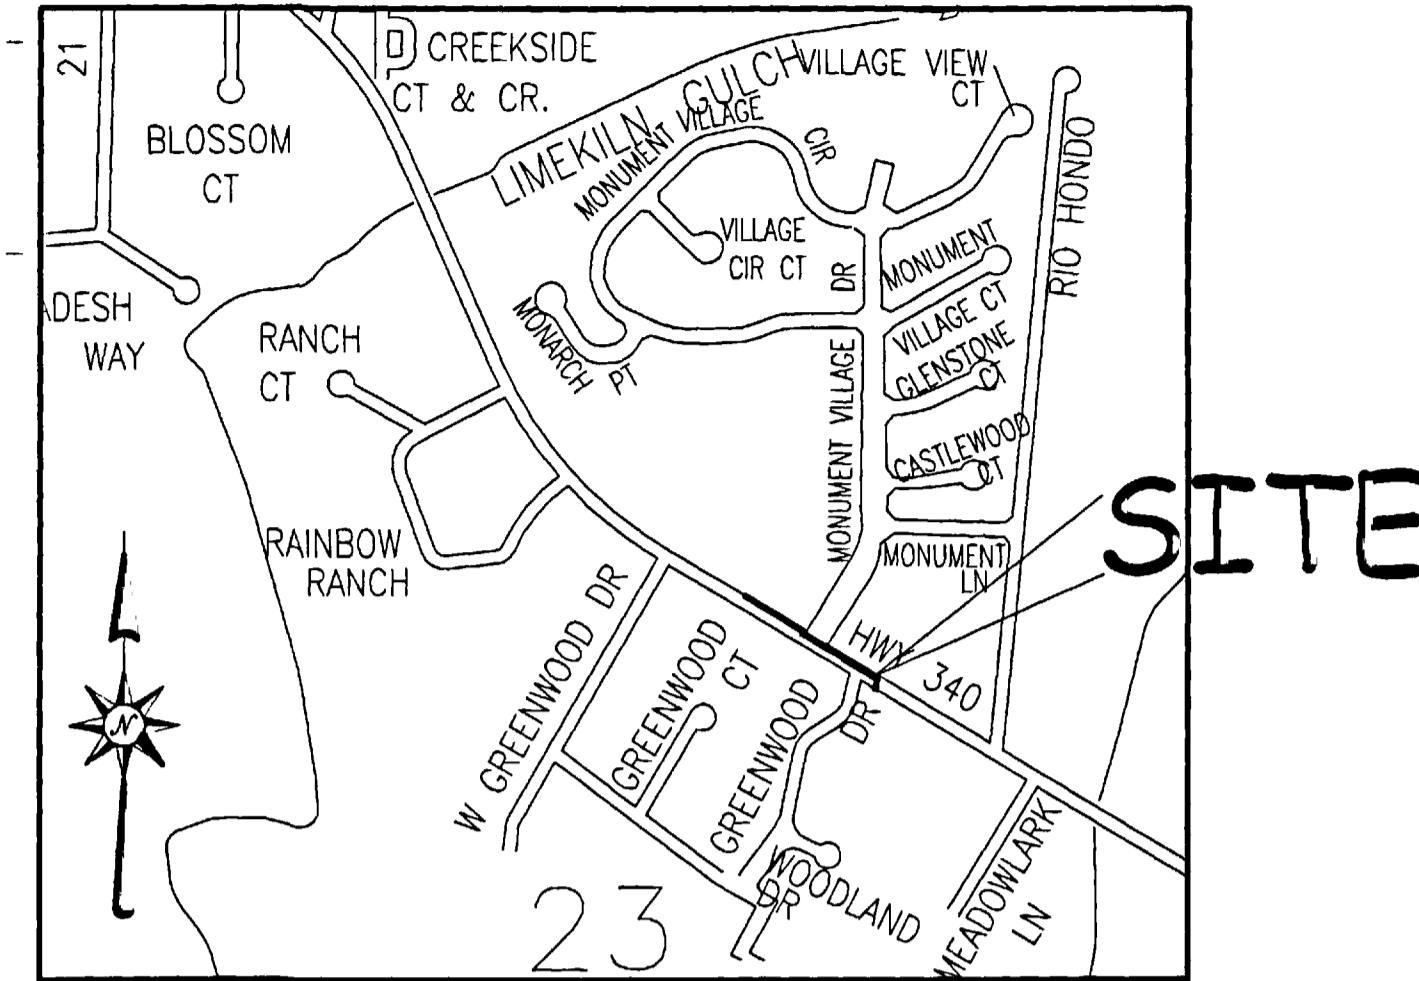 21
CREEKSIDE
CT & CR.
BLOSSOM
CT
LIMEKILN GULCH
VILLAGE VIEW
CT
MONUMENT VILLAGE
CIR
RIO HONDO
VILLAGE
CIR CT
DR
MONUMENT
VILLAGE CT
ADESH
WAY
RANCH
CT
MONARCH
PT
GLENSTONE
CT
MONUMENT VILLAGE
CASTLEWOOD
CT
SITE
RAINBOW
RANCH
MONUMENT
LN
HWY 340
W GREENWOOD DR
GREENWOOD
CT
GREENWOOD
DR
N
WOODLAND
DR
MEADOWLARK
LN
23